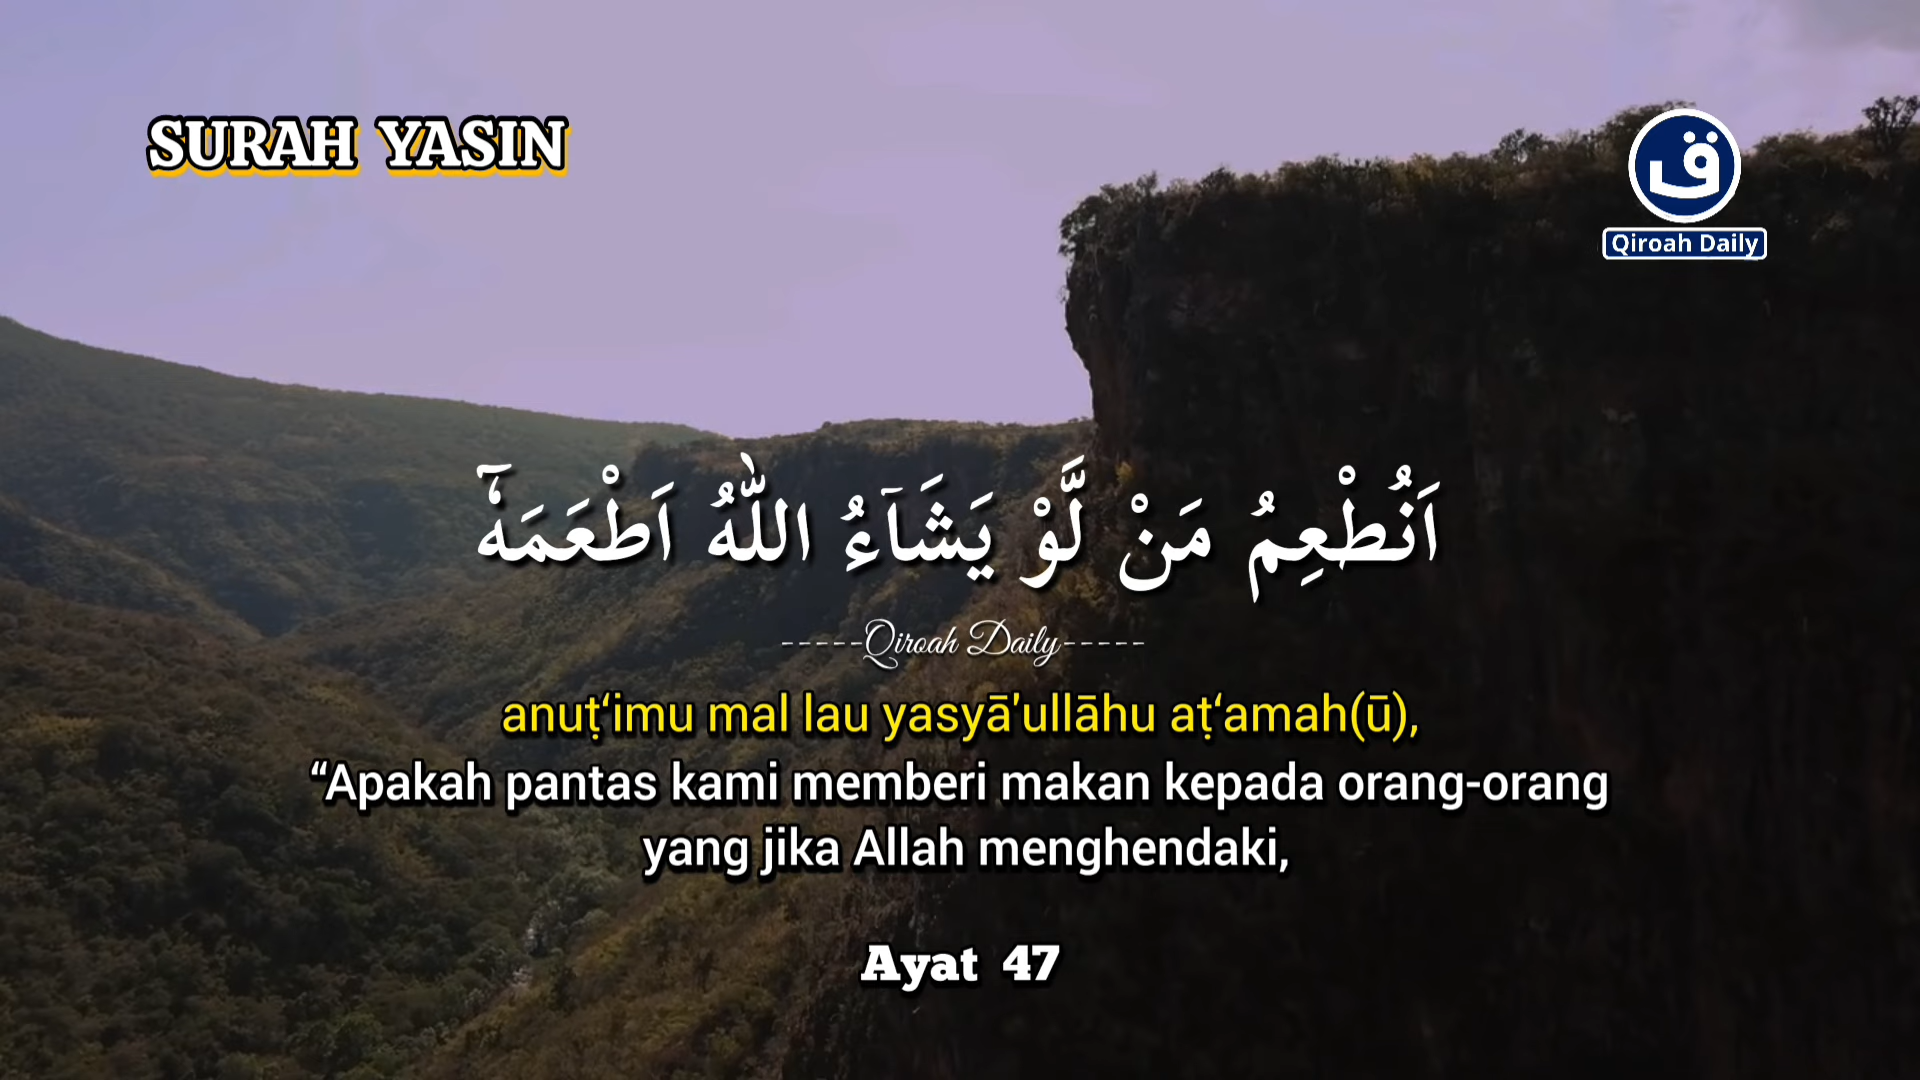 SURAH YASIN
ق
Qiroah Daily
اَنُطْعِمُ مَنْ لَّوْ يَشَاۤءُ اللّٰهُ اَطْعَمَهٗٓ
-----Qiroah Daily-----
anuṭ‘imu mal lau yasyā'ullāhu aṭ‘amah(ū),
“Apakah pantas kami memberi makan kepada orang-orang
yang jika Allah menghendaki,
Ayat 47